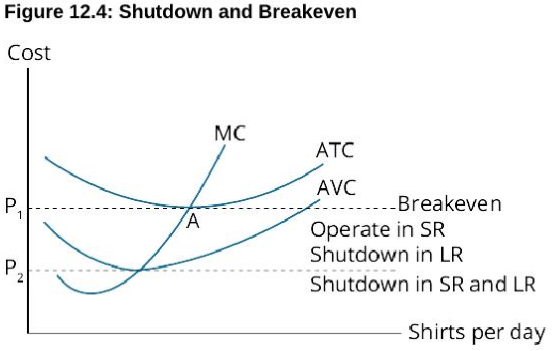 Figure 12.4: Shutdown and Breakeven
Cost
MC
ATC
AVC
P1
Breakeven
A
Operate in SR
Shutdown in LR
P2
Shutdown in SR and LR
Shirts per day